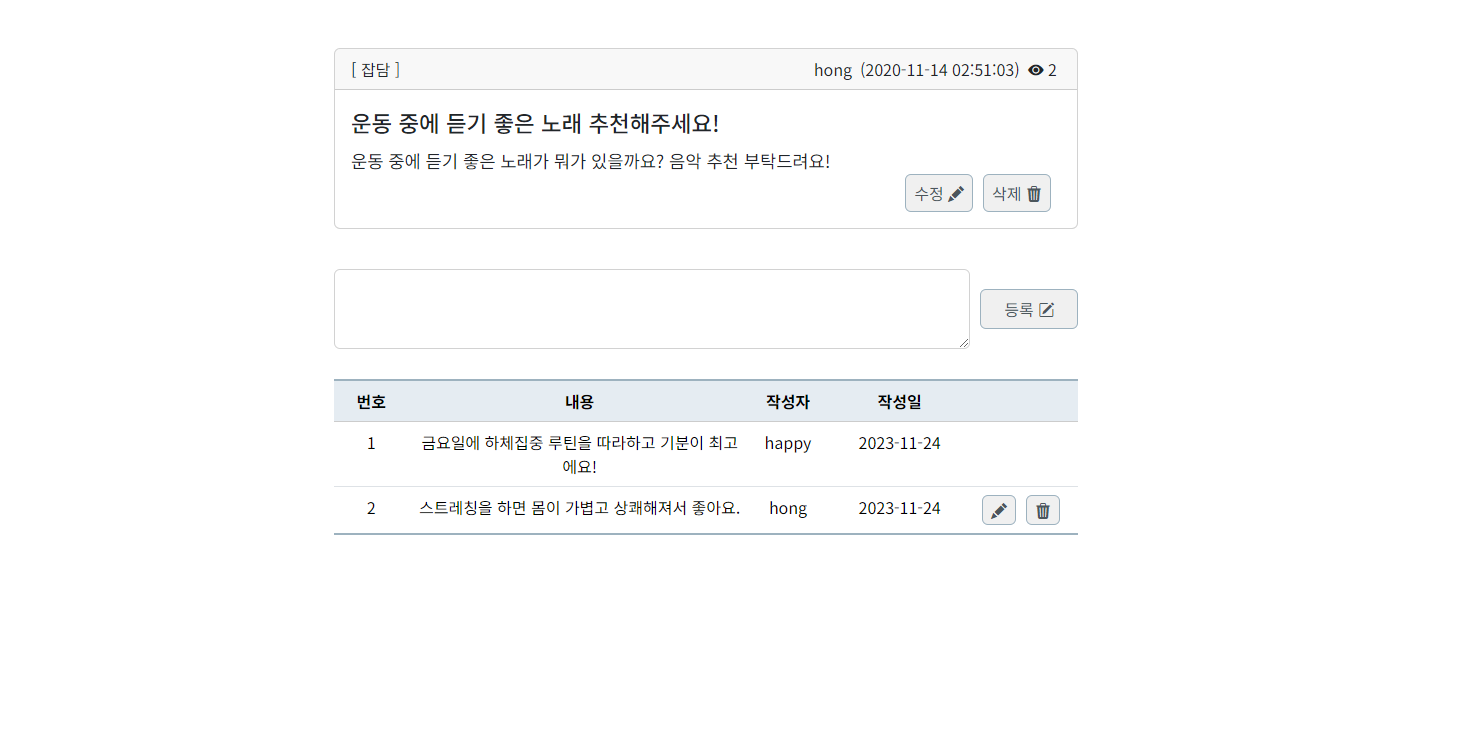 [ 잡담 ] hong (2020-11-14 02:51:03) 2
운동 중에 듣기 좋은 노래 추천해주세요!
운동 중에 듣기 좋은 노래가 뭐가 있을까요? 음악 추천 부탁드려요!
수정 삭제
등록
번호 내용 작성자 작성일
1 금요일에 하체집중 루틴을 따라하고 기분이 최고 happy 2023-11-24
에요!
2 스트레칭을 하면 몸이 가볍고 상쾌해져서 좋아요. hong 2023-11-24